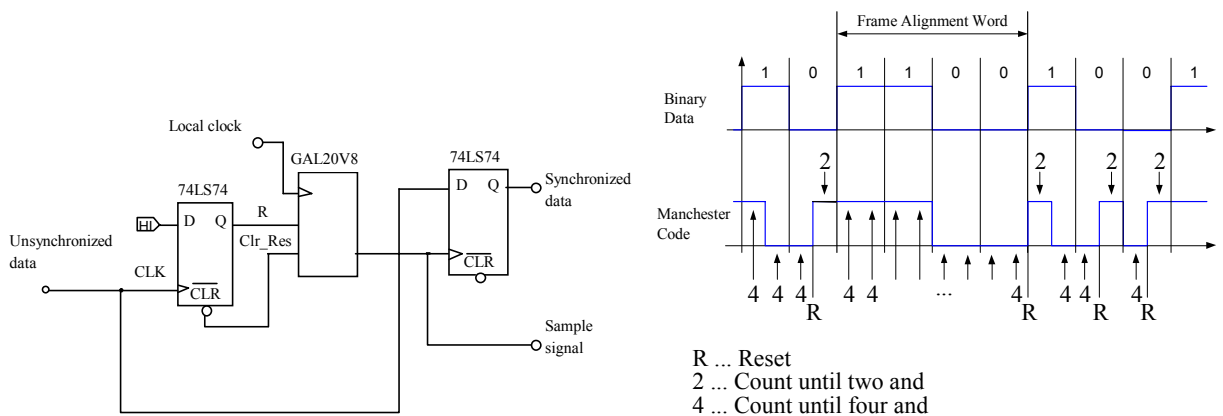 Local clock
GAL20V8
74LS74
74LS74
D Q
Synchronized
data
HI
D Q
R
Clr_Res
Unsynchronized
data
CLK
CLR
CLR
Sample
signal
Frame Alignment Word
1 0 1 1 0 0 1 0 0 1
Binary
Data
2 2 2 2
Manchester
Code
4 4 4 4 4 ... 4 4 4 4
R R R R R
R ... Reset
2 ... Count until two and
4 ... Count until four and